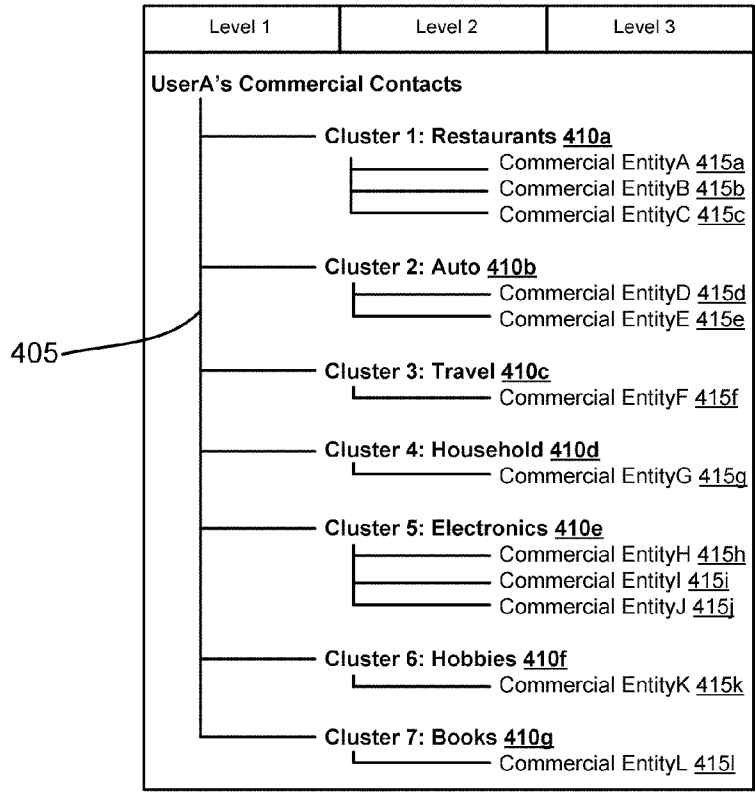 Level 1 Level 2 Level 3
UserA's Commercial Contacts
Cluster 1: Restaurants 410a
Commercial EntityA 415a
Commercial EntityB 415b
Commercial EntityC 415c
Cluster 2: Auto 410b
Commercial EntityD 415d
Commercial EntityE 415e
405
Cluster 3: Travel 410c
Commercial EntityF 415f
Cluster 4: Household 410d
Commercial EntityG 415g
Cluster 5: Electronics 410e
Commercial EntityH 415h
Commercial EntityI 415i
Commercial EntityJ 415j
Cluster 6: Hobbies 410f
Commercial EntityK 415k
Cluster 7: Books 410g
Commercial EntityL 415l